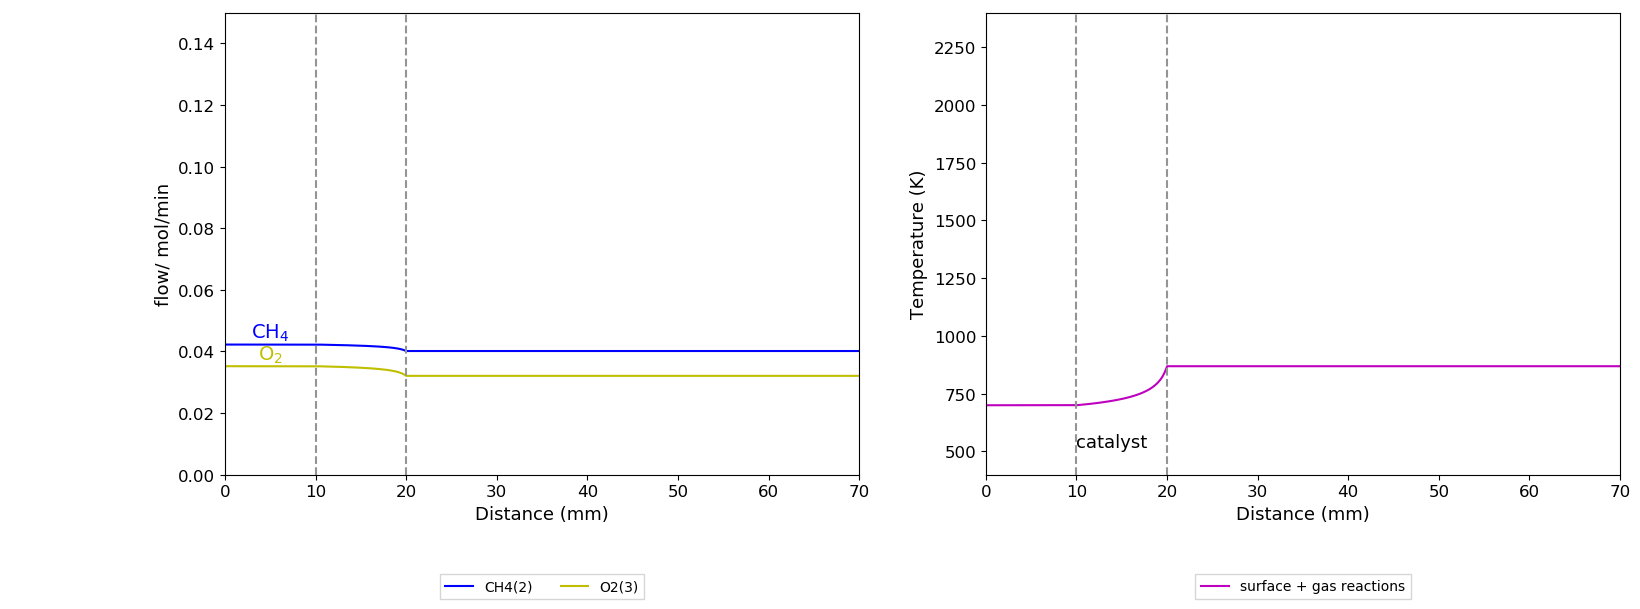 flow/ mol/min
0.14
0.12
0.10
0.08
0.06
0.04
0.02
0.00
CH4
O2
0 10 20 30 40 50 60 70
Distance (mm)
CH4(2) O2(3)
Temperature (K)
2250
2000
1750
1500
1250
1000
750
500
catalyst
0 10 20 30 40 50 60 70
Distance (mm)
surface + gas reactions